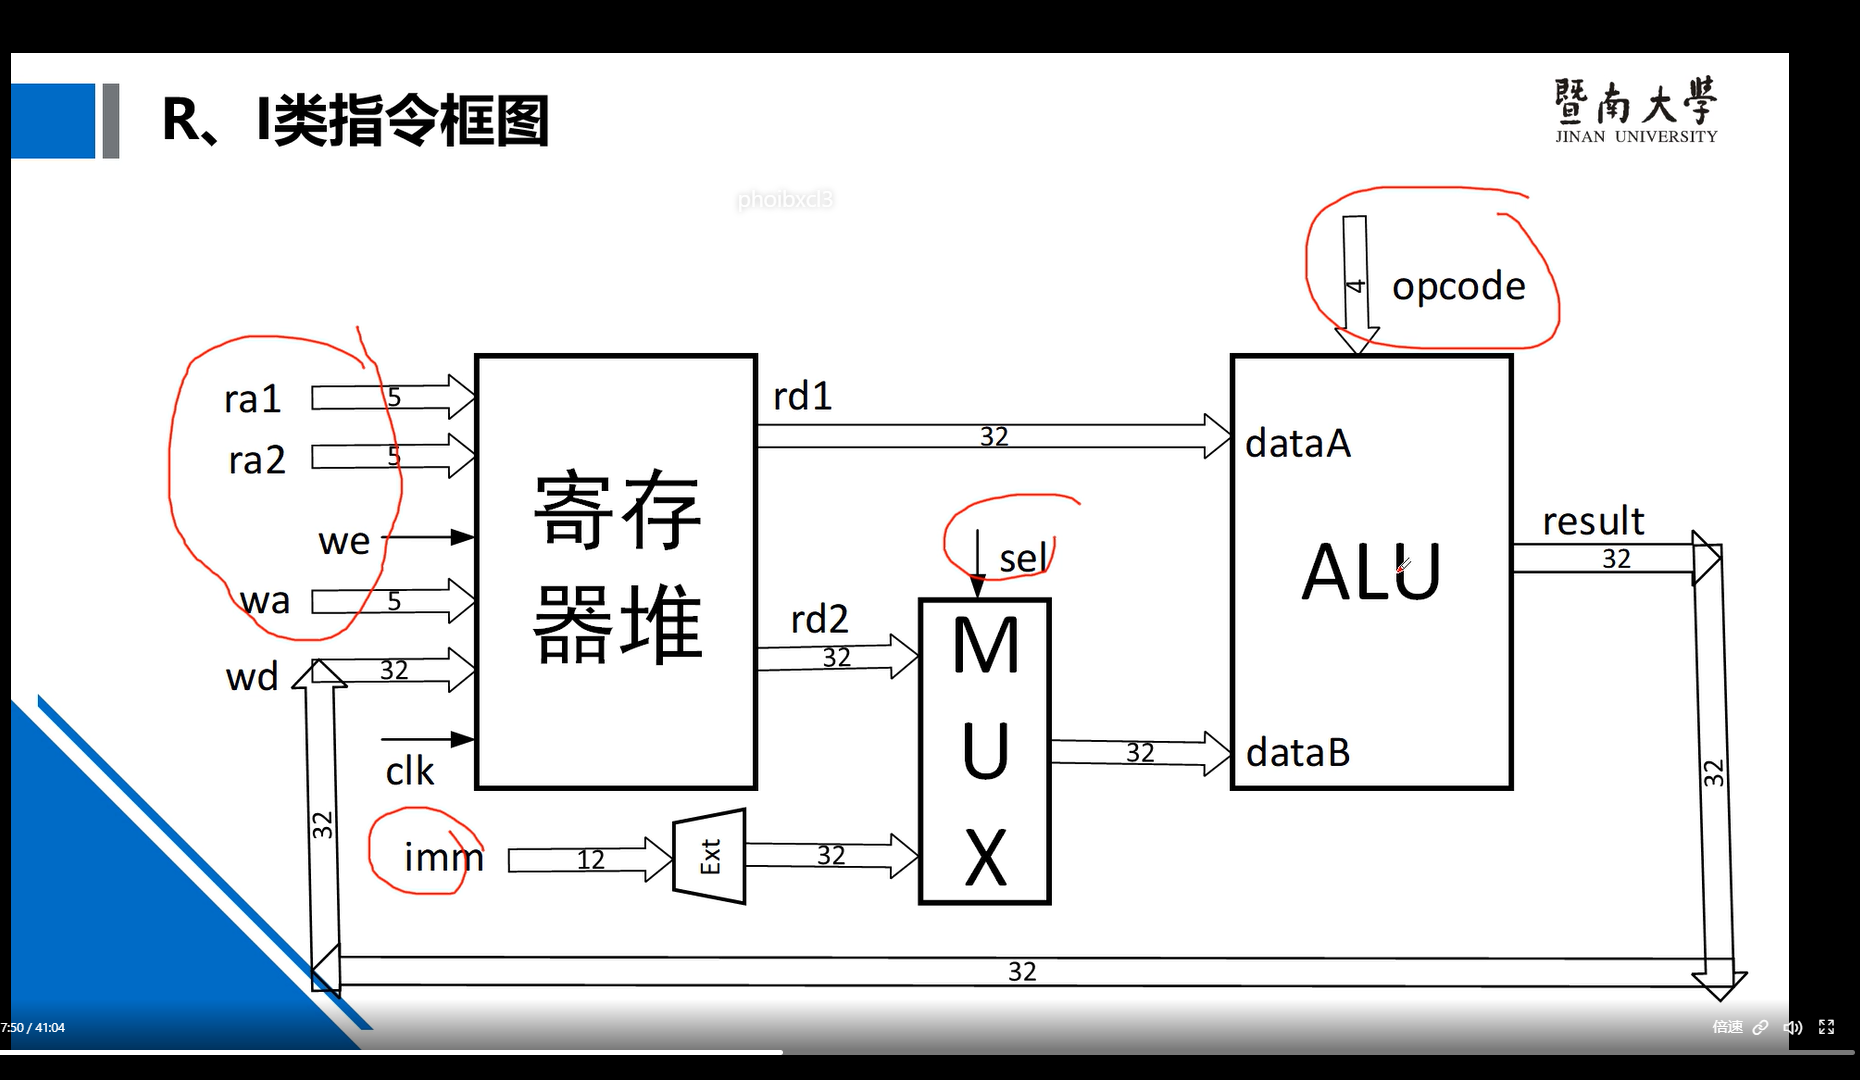 R、I类指令框图
暨南大学
JINAN UNIVERSITY
phoibxcl3
4
opcode
ra1
5
ra2
5
we
wa
5
wd
32
clk
寄存
器堆
rd1
32
dataA
sel
rd2
32
M
U
X
32
dataB
ALU
result
32
imm
12
Ext
32
32
32
32
7:50 / 41:04
倍速